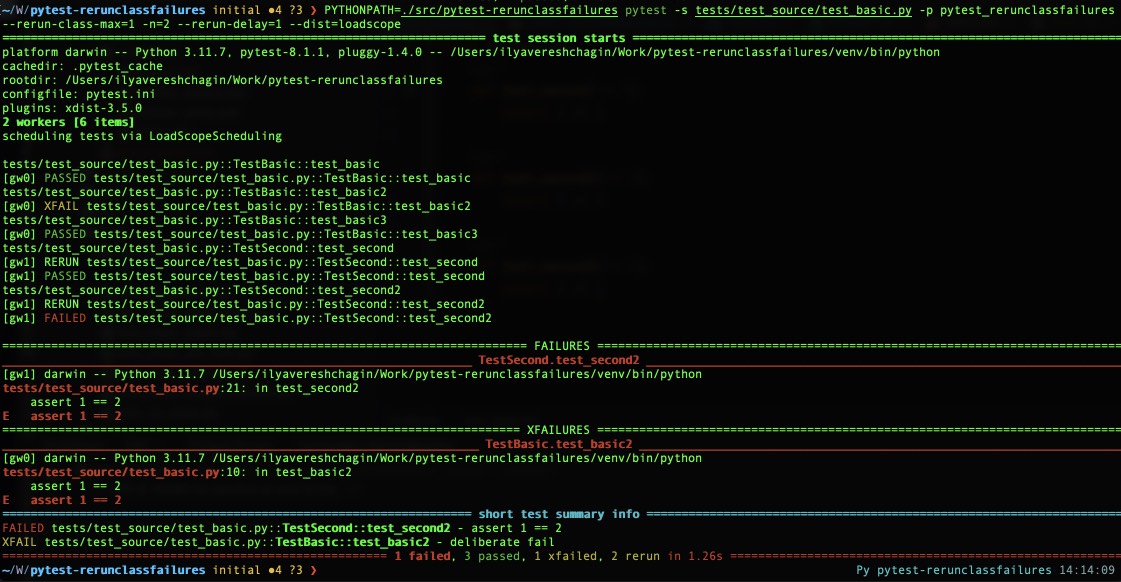 ~/W/pytest-rerunclassfailures initial ●4 ?3 ❯ PYTHONPATH=./src/pytest-rerunclassfailures pytest -s tests/test_source/test_basic.py -p pytest_rerunclassfailures
--rerun-class-max=1 -n=2 --rerun-delay=1 --dist=loadscope
test session starts
platform darwin -- Python 3.11.7, pytest-8.1.1, pluggy-1.4.0 -- /Users/ilyavereshchagin/Work/pytest-rerunclassfailures/venv/bin/python
cachedir: .pytest_cache
rootdir: /Users/ilyavereshchagin/Work/pytest-rerunclassfailures
configfile: pytest.ini
plugins: xdist-3.5.0
2 workers [6 items]
scheduling tests via LoadScopeScheduling
tests/test_source/test_basic.py::TestBasic::test_basic
[gw0] PASSED tests/test_source/test_basic.py::TestBasic::test_basic
tests/test_source/test_basic.py::TestBasic::test_basic2
[gw0] XFAIL tests/test_source/test_basic.py::TestBasic::test_basic2
tests/test_source/test_basic.py::TestBasic::test_basic3
[gw0] PASSED tests/test_source/test_basic.py::TestBasic::test_basic3
tests/test_source/test_basic.py::TestSecond::test_second
[gw1] RERUN tests/test_source/test_basic.py::TestSecond::test_second
[gw1] PASSED tests/test_source/test_basic.py::TestSecond::test_second
tests/test_source/test_basic.py::TestSecond::test_second2
[gw1] RERUN tests/test_source/test_basic.py::TestSecond::test_second2
[gw1] FAILED tests/test_source/test_basic.py::TestSecond::test_second2
FAILURES
TestSecond.test_second2
[gw1] darwin -- Python 3.11.7 /Users/ilyavereshchagin/Work/pytest-rerunclassfailures/venv/bin/python
tests/test_source/test_basic.py:21: in test_second2
assert 1 == 2
E assert 1 == 2
XFAILURES
TestBasic.test_basic2
[gw0] darwin -- Python 3.11.7 /Users/ilyavereshchagin/Work/pytest-rerunclassfailures/venv/bin/python
tests/test_source/test_basic.py:10: in test_basic2
assert 1 == 2
E assert 1 == 2
short test summary info
FAILED tests/test_source/test_basic.py::TestSecond::test_second2 - assert 1 == 2
XFAIL tests/test_source/test_basic.py::TestBasic::test_basic2 - deliberate fail
1 failed, 3 passed, 1 xfailed, 2 rerun in 1.26s
~/W/pytest-rerunclassfailures initial ●4 ?3 ❯ Py pytest-rerunclassfailures 14:14:09